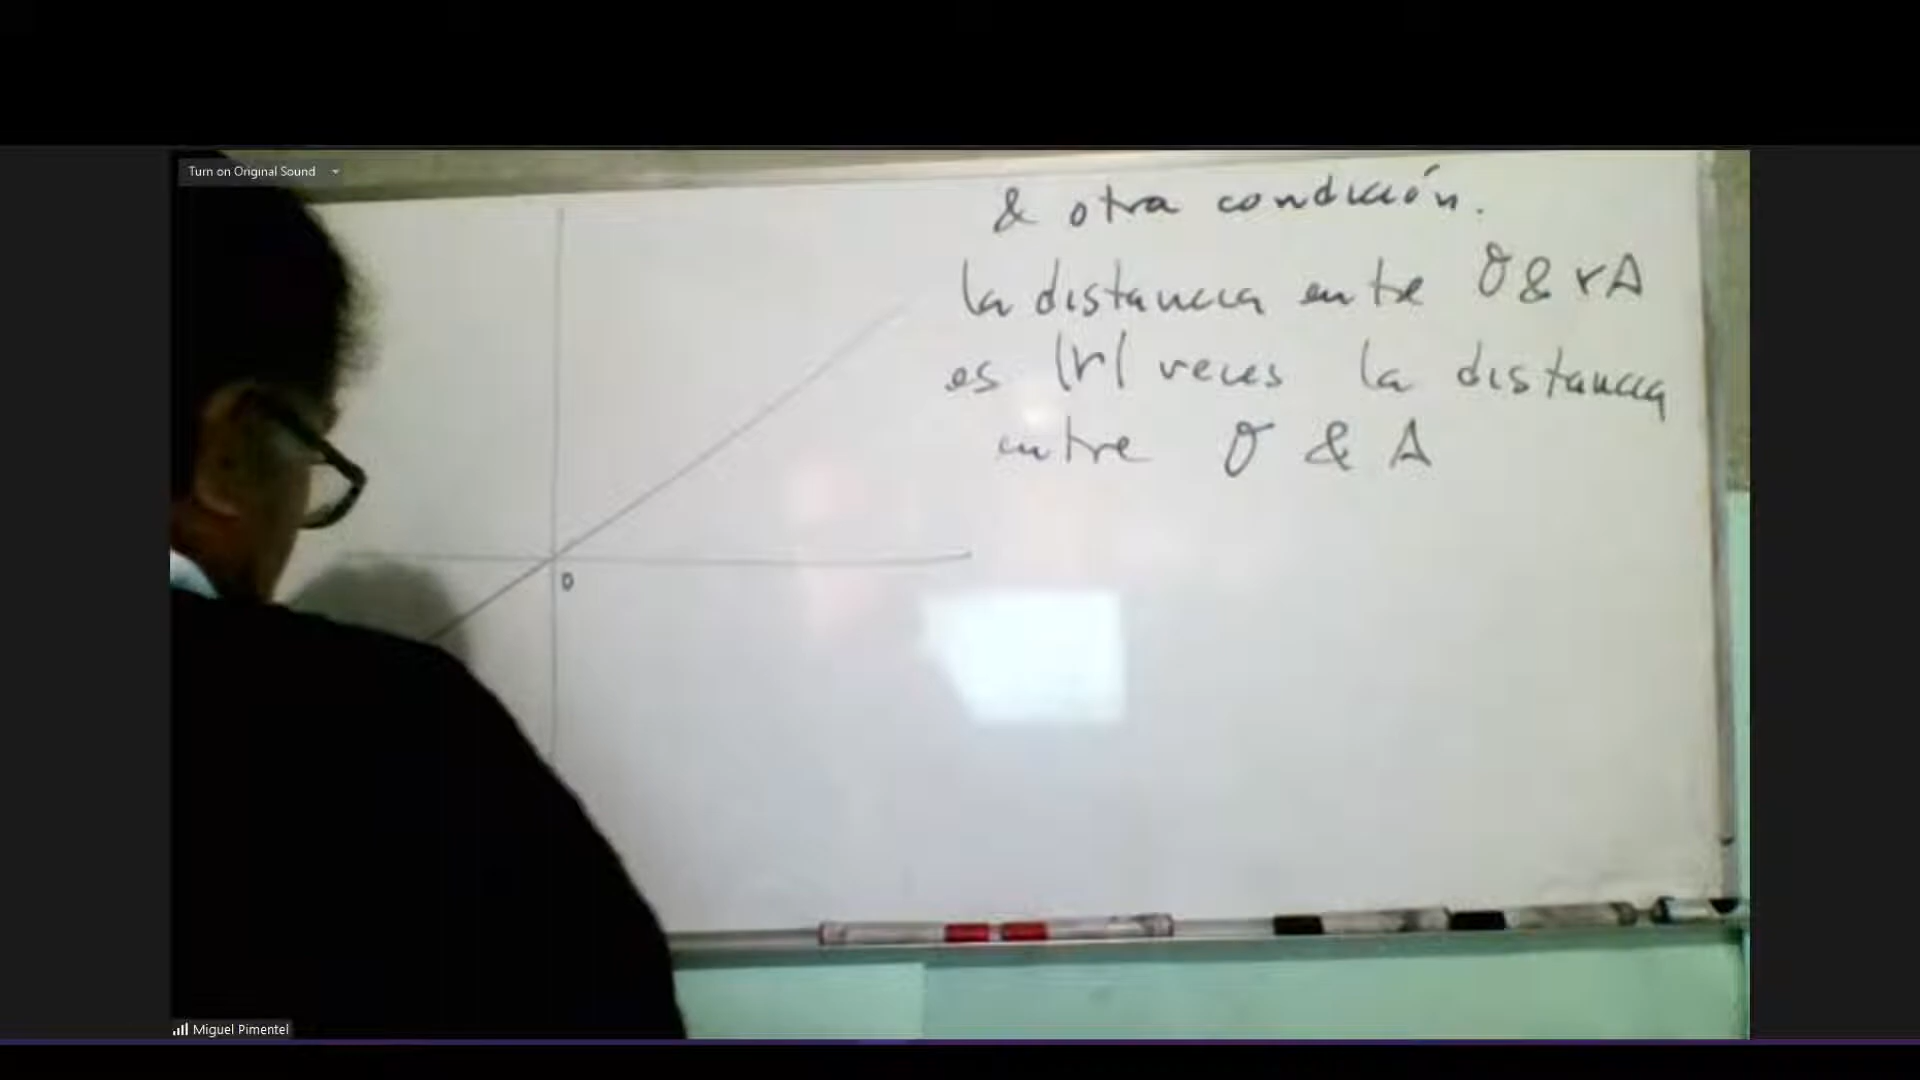 Turn on Original Sound
& otra condición.
la distancia entre O & rA
es |r| veces la distancia
entre O & A
O
Miguel Pimentel